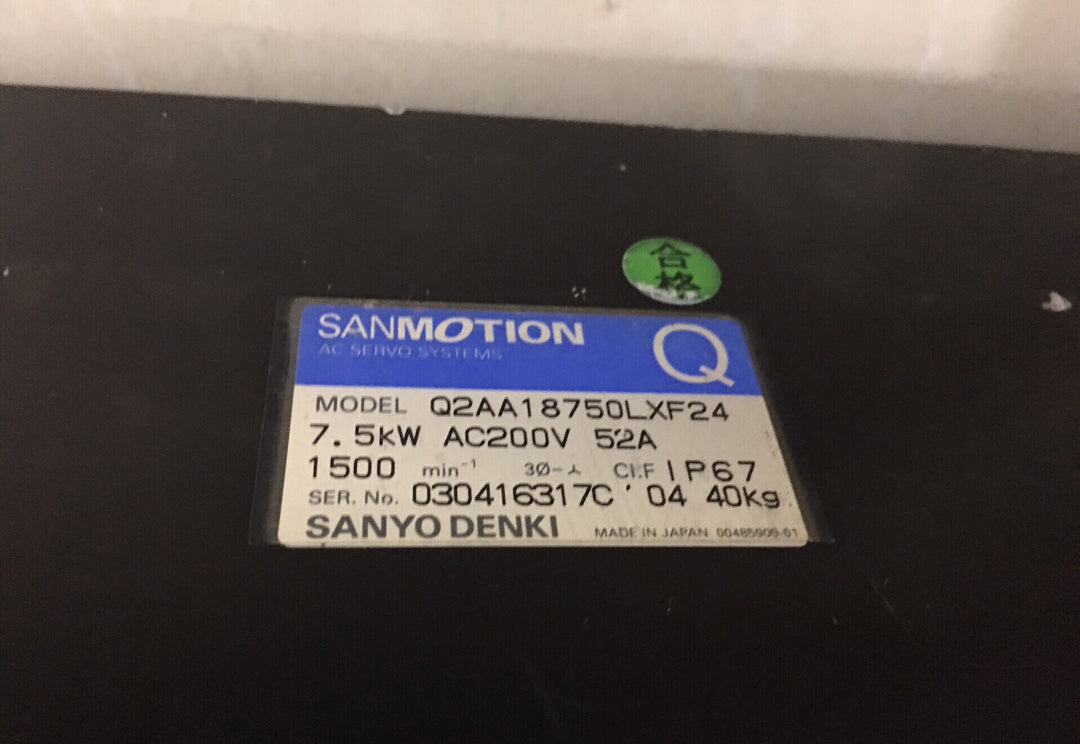 合格
SANMOTION Q
AC SERVO SYSTEMS
MODEL Q2AA18750LXF24
7.5kW AC200V 52A
1500 min⁻¹ 3Ø-⅄ CI.F IP67
SER. No. 030416317C '04 40Kg
SANYO DENKI MADE IN JAPAN 00485909-01